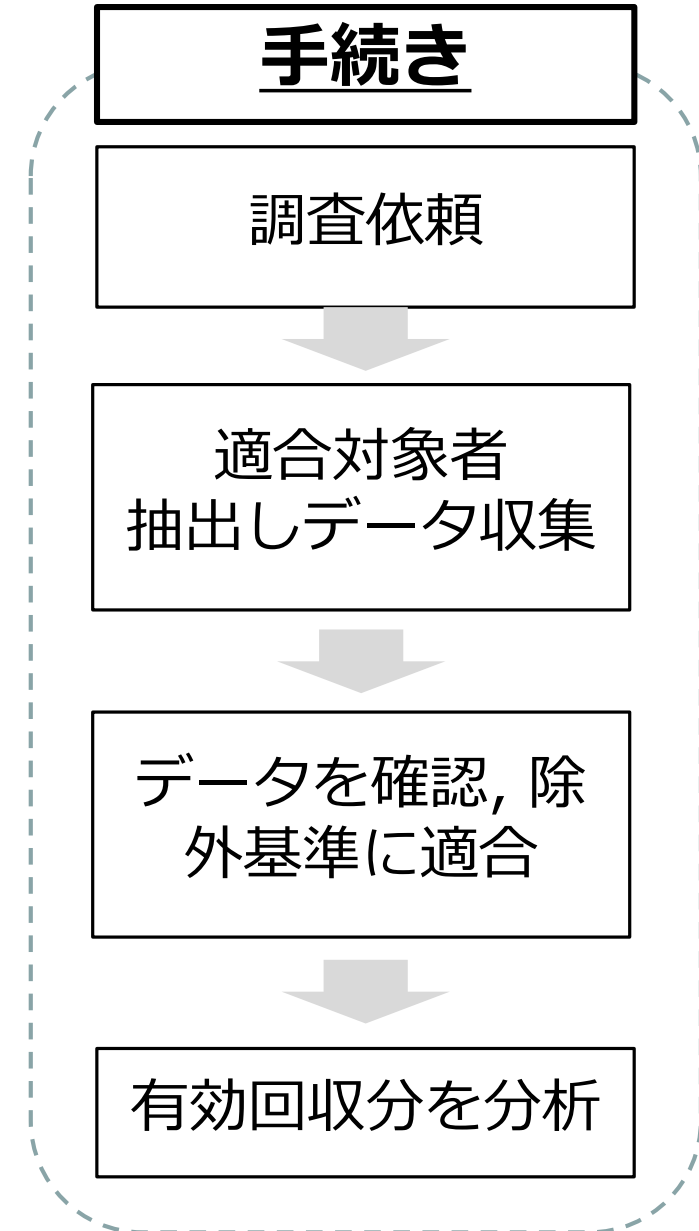 手続き
調査依頼
適合対象者
抽出しデータ収集
データを確認, 除
外基準に適合
有効回収分を分析